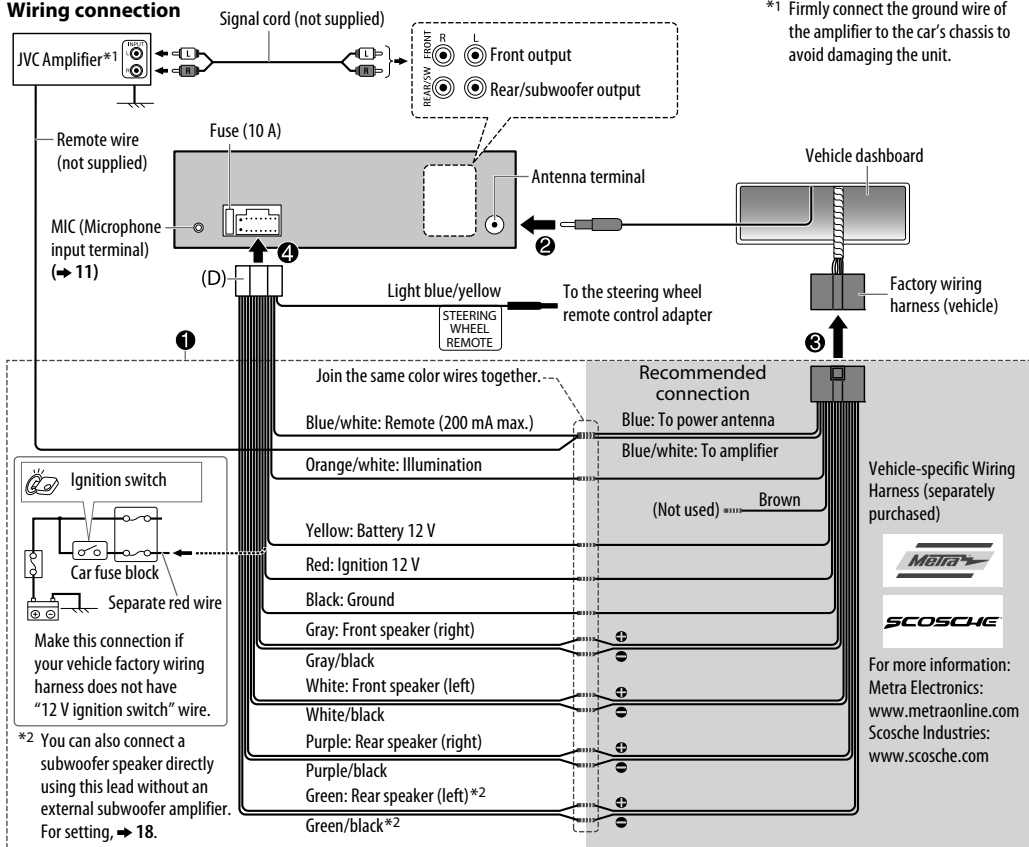 Wiring connection
Signal cord (not supplied)
*1 Firmly connect the ground wire of
the amplifier to the car's chassis to
avoid damaging the unit.
JVC Amplifier*1
INPUT
L
R
L
R
L
R
FRONT
R
L
Front output
REAR/SW
Rear/subwoofer output
Remote wire
(not supplied)
Fuse (10 A)
Antenna terminal
Vehicle dashboard
MIC (Microphone
input terminal)
(➜ 11)
❷
❹
(D)
Light blue/yellow
STEERING
WHEEL
REMOTE
To the steering wheel
remote control adapter
Factory wiring
harness (vehicle)
❸
❶
Join the same color wires together.
Recommended
connection
Blue/white: Remote (200 mA max.)
Blue: To power antenna
Blue/white: To amplifier
Orange/white: Illumination
(Not used)
Brown
Vehicle-specific Wiring
Harness (separately
purchased)
Metra
SCOSCHE
For more information:
Metra Electronics:
www.metraonline.com
Scosche Industries:
www.scosche.com
Ignition switch
Car fuse block
Separate red wire
Make this connection if
your vehicle factory wiring
harness does not have
“12 V ignition switch” wire.
Yellow: Battery 12 V
Red: Ignition 12 V
Black: Ground
Gray: Front speaker (right)
⊕
Gray/black
⊖
White: Front speaker (left)
⊕
White/black
⊖
Purple: Rear speaker (right)
⊕
Purple/black
⊖
Green: Rear speaker (left)*2
⊕
Green/black*2
⊖
*2 You can also connect a
subwoofer speaker directly
using this lead without an
external subwoofer amplifier.
For setting, ➜ 18.